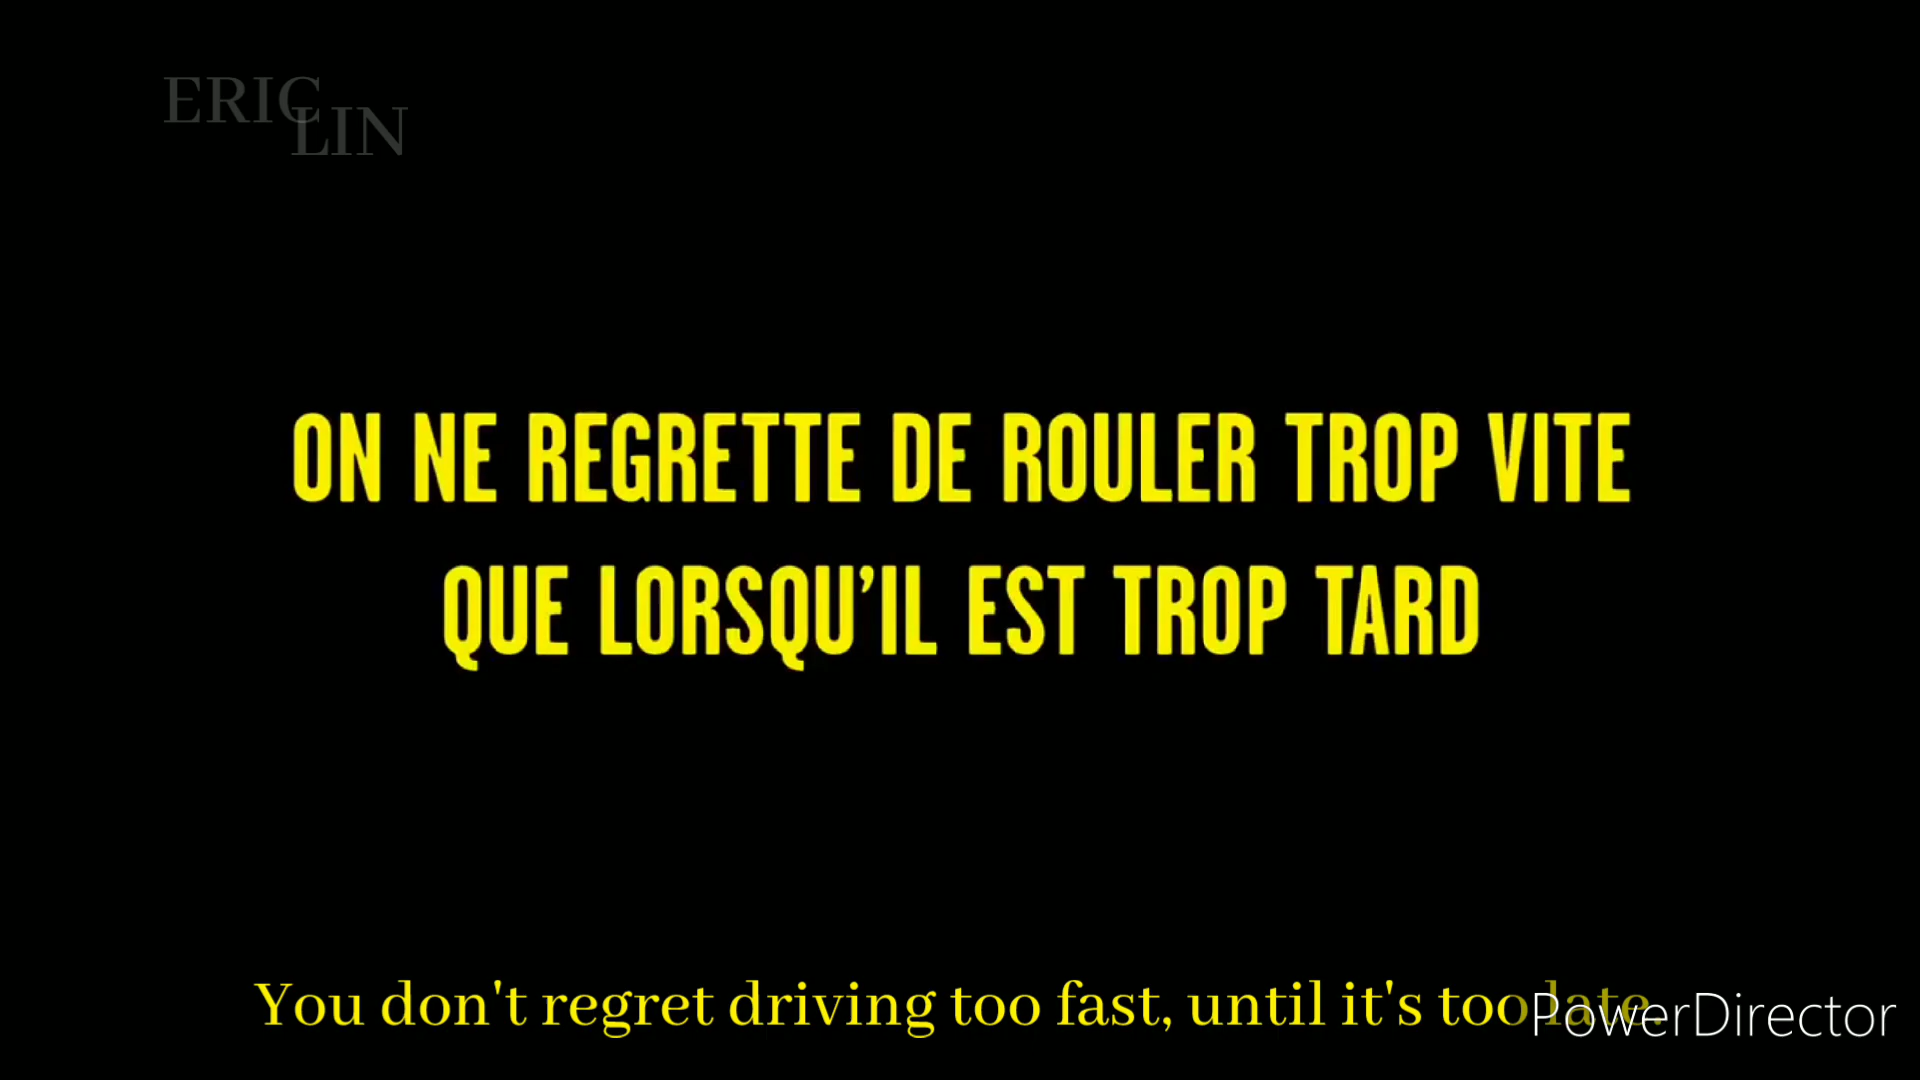 ERIC
LIN
ON NE REGRETTE DE ROULER TROP VITE
QUE LORSQU'IL EST TROP TARD
You don't regret driving too fast, until it's too late.
PowerDirector